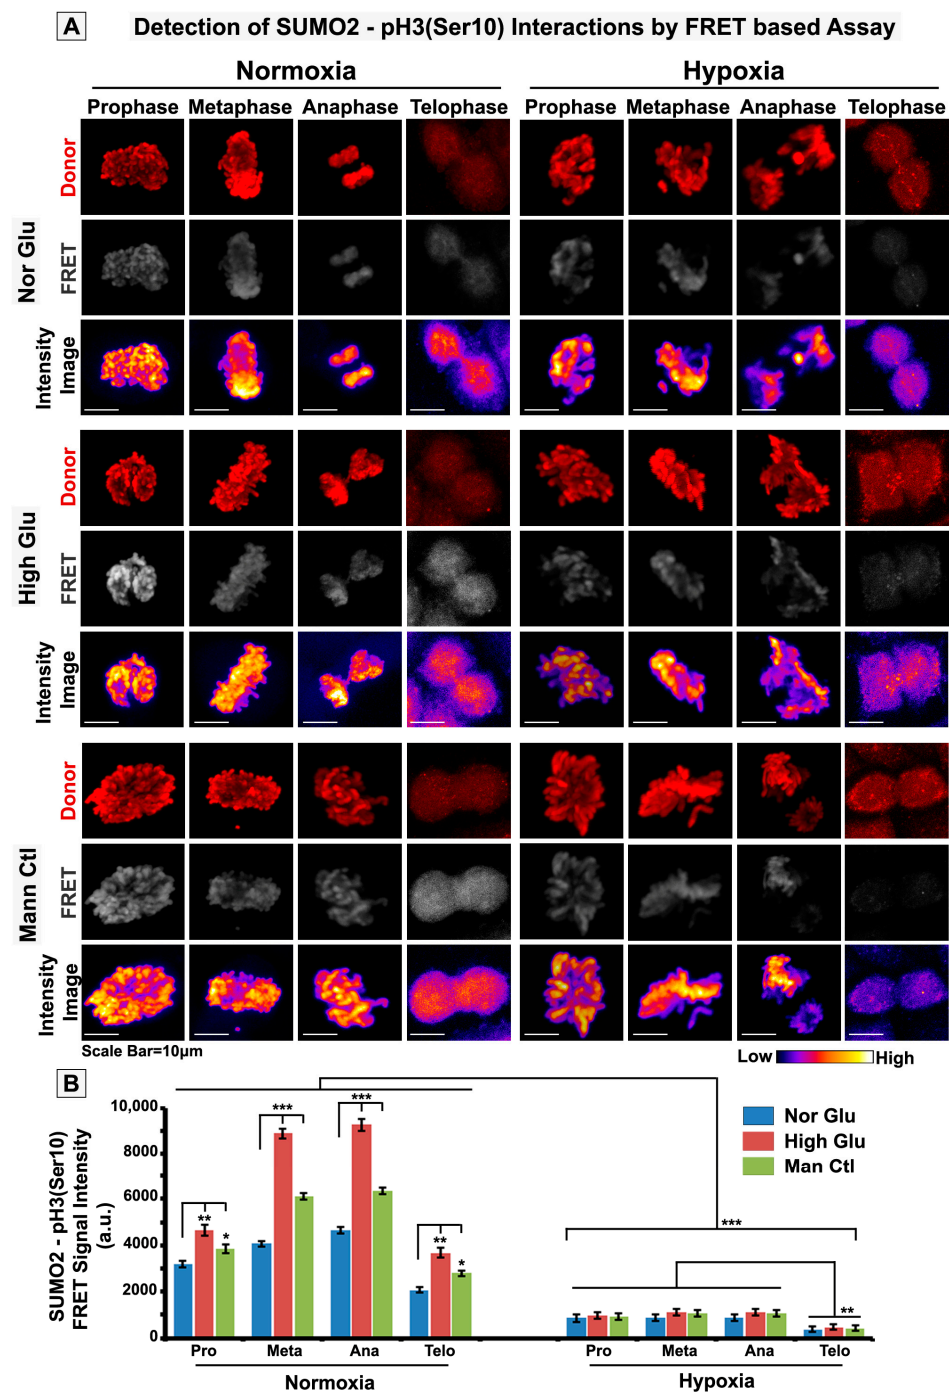 A
Detection of SUMO2 - pH3(Ser10) Interactions by FRET based Assay
Normoxia
Hypoxia
Prophase Metaphase Anaphase Telophase
Prophase Metaphase Anaphase Telophase
Nor Glu
Donor
FRET
Intensity
Image
High Glu
Donor
FRET
Intensity
Image
Mann Ctl
Donor
FRET
Intensity
Image
Scale Bar=10µm
Low
High
B
SUMO2 - pH3(Ser10)
FRET Signal Intensity
(a.u.)
10,000
8000
6000
4000
2000
0
** *
***
***
** *
***
**
Nor Glu
High Glu
Man Ctl
Pro Meta Ana Telo
Pro Meta Ana Telo
Normoxia
Hypoxia